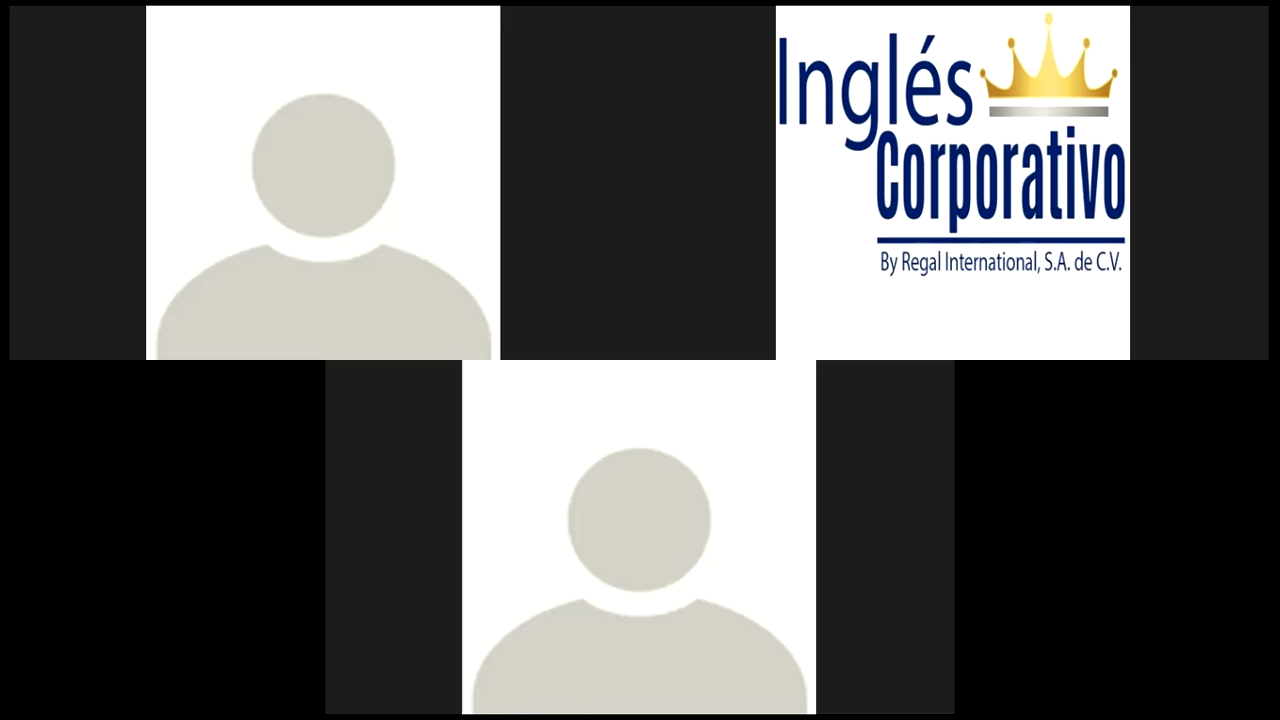 Inglés
Corporativo
By Regal International, S.A. de C.V.